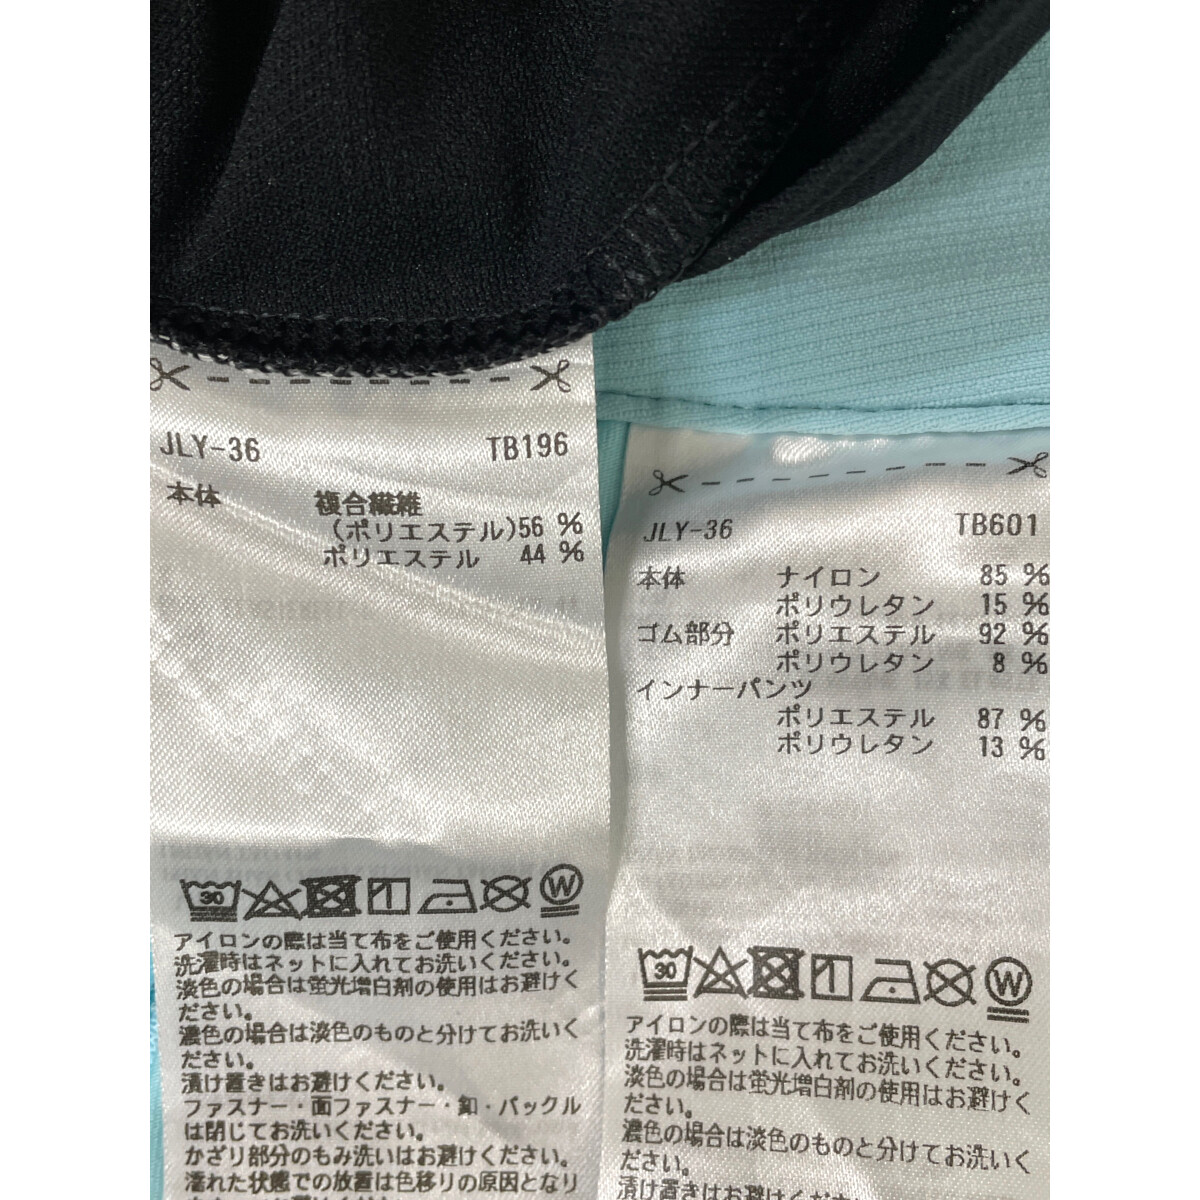 JLY-36 TB196
本体 複合繊維
(ポリエステル)56 %
ポリエステル 44 %
30 W
アイロンの際は当て布をご使用ください。
洗濯時はネットに入れてお洗いください。
淡色の場合は蛍光増白剤の使用はお避けく
ださい。
濃色の場合は淡色のものと分けてお洗いく
ださい。
漬け置きはお避けください。
ファスナー・面ファスナー・釦・バックル
は閉じてお洗いください。
かざり部分のもみ洗いはお避けください。
濡れた状態での放置は色移りの原因となり
JLY-36 TB601
本体 ナイロン 85 %
ポリウレタン 15 %
ゴム部分 ポリエステル 92 %
ポリウレタン 8 %
インナーパンツ
ポリエステル 87 %
ポリウレタン 13 %
30 W
アイロンの際は当て布をご使用ください。
洗濯時はネットに入れてお洗いください。
淡色の場合は蛍光増白剤の使用はお避けく
ださい。
濃色の場合は淡色のものと分けてお洗いく
ださい。
漬け置きはお避けください。